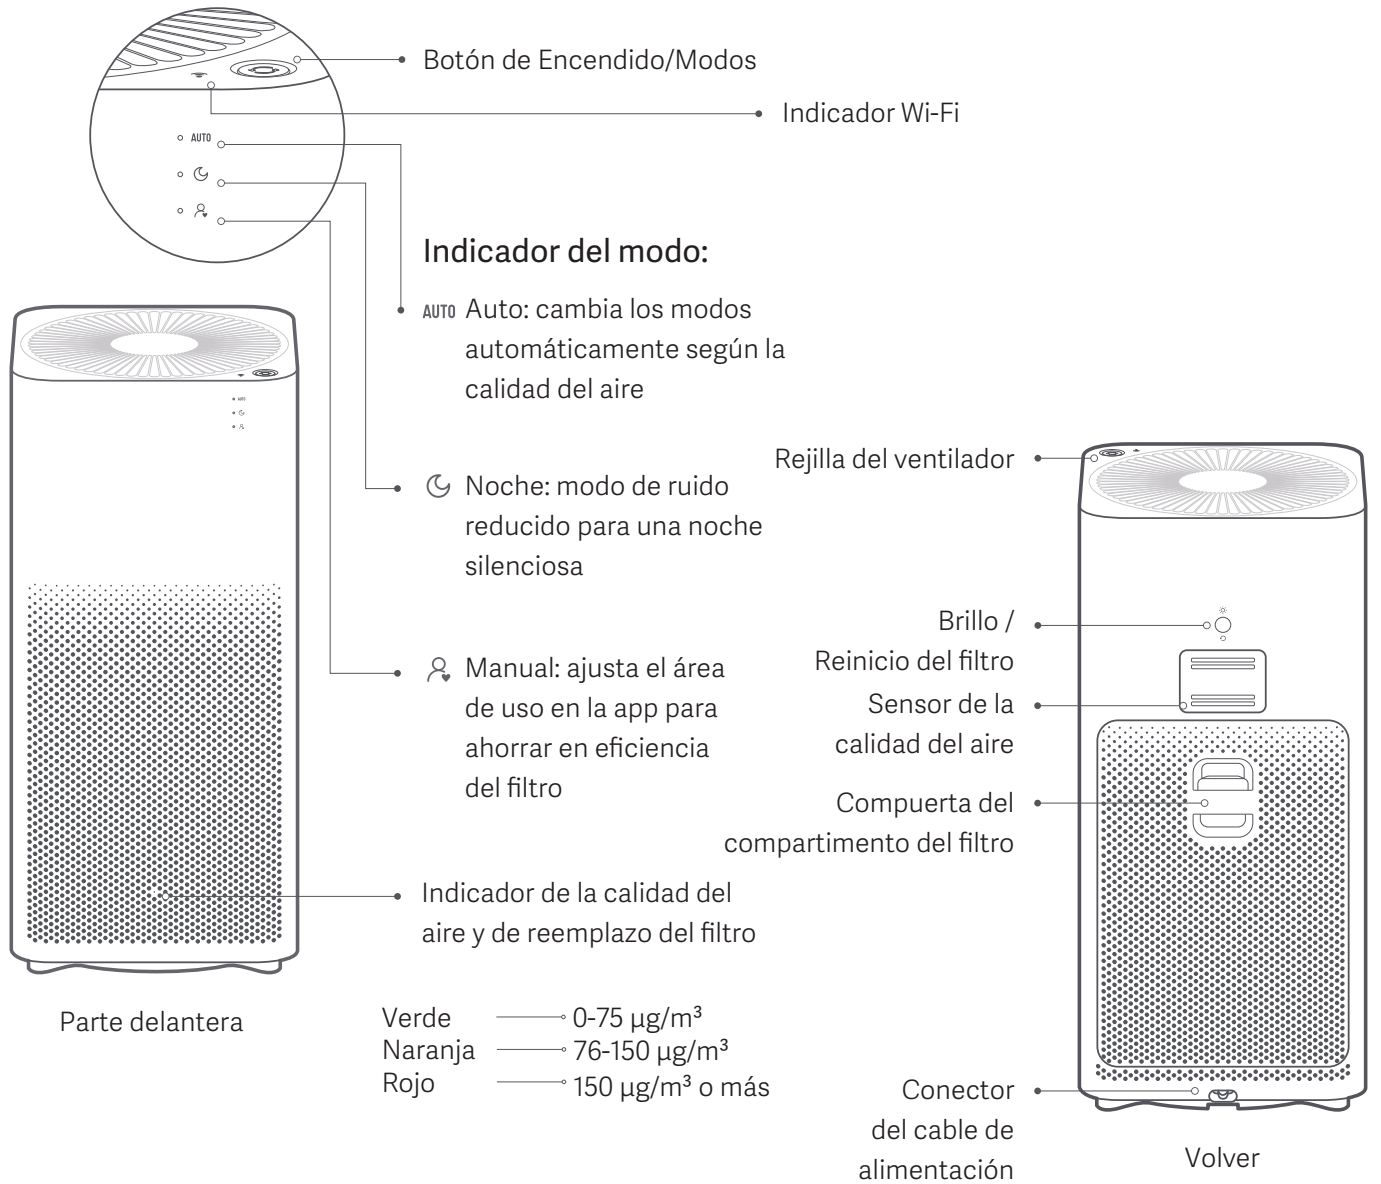 Botón de Encendido/Modos
Indicador Wi-Fi
AUTO
Indicador del modo:
AUTO Auto: cambia los modos
automáticamente según la
calidad del aire
Noche: modo de ruido
reducido para una noche
silenciosa
Manual: ajusta el área
de uso en la app para
ahorrar en eficiencia
del filtro
Indicador de la calidad del
aire y de reemplazo del filtro
AUTO
Parte delantera
Verde 0-75 µg/m³
Naranja 76-150 µg/m³
Rojo 150 µg/m³ o más
Rejilla del ventilador
Brillo /
Reinicio del filtro
Sensor de la
calidad del aire
Compuerta del
compartimento del filtro
Conector
del cable de
alimentación
Volver